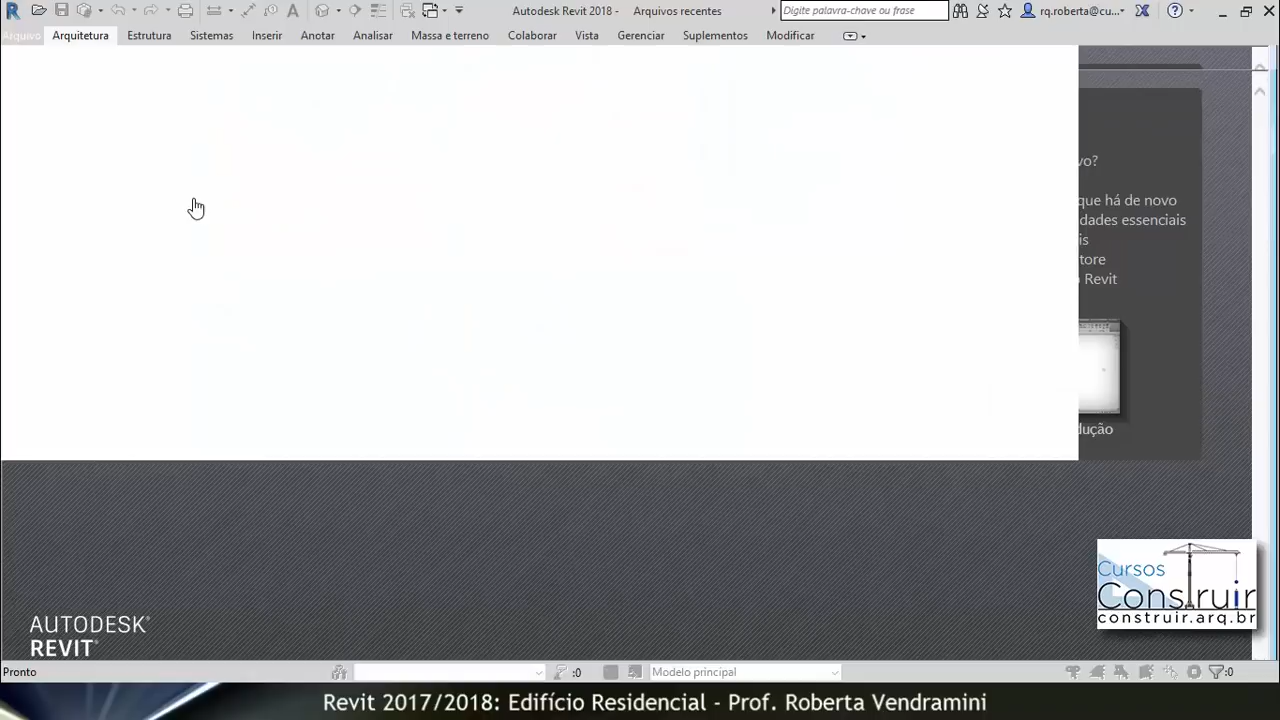 Autodesk Revit 2018 - Arquivos recentes
Digite palavra-chave ou frase
rq.roberta@cu...
Arquivo Arquitetura Estrutura Sistemas Inserir Anotar Analisar Massa e terreno Colaborar Vista Gerenciar Suplementos Modificar
vo?
que há de novo
dades essenciais
is
tore
o Revit
dução
Cursos
Construir
construir.arq.br
AUTODESK®
REVIT®
Pronto :0 Modelo principal :0
Revit 2017/2018: Edifício Residencial - Prof. Roberta Vendramini